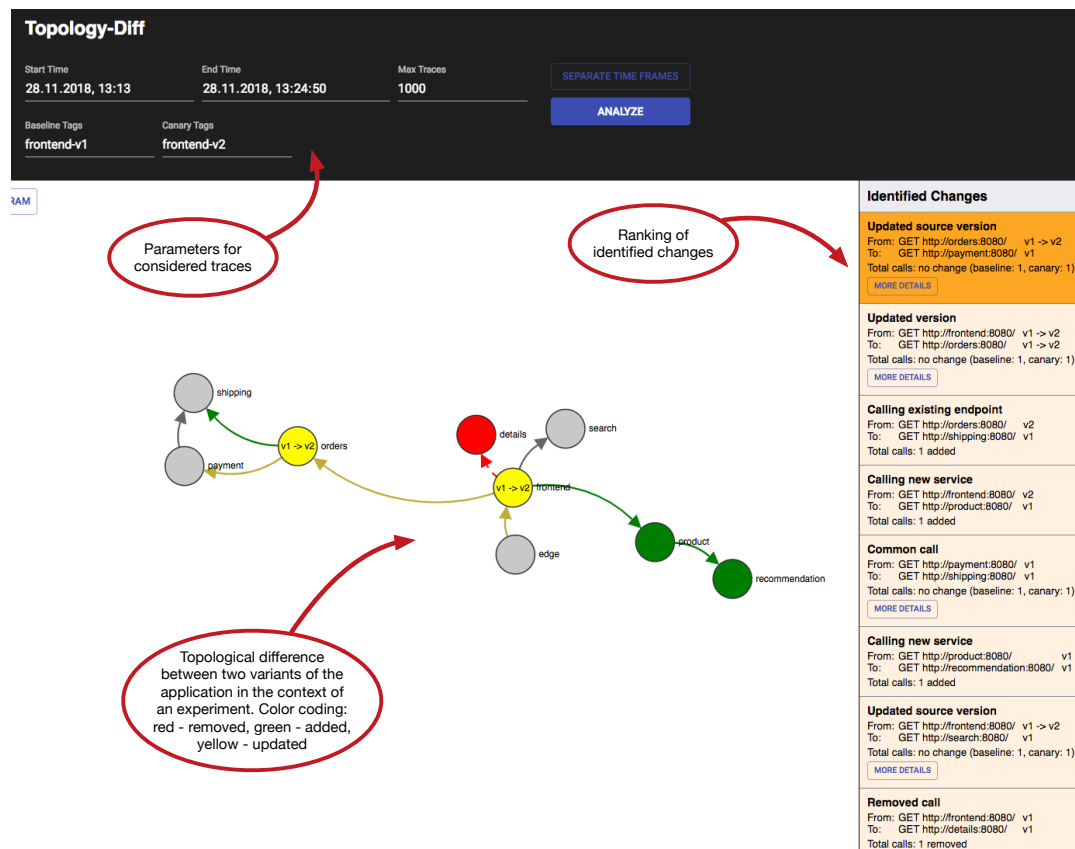 Topology-Diff
Start Time
End Time
Max Traces
28.11.2018, 13:13
28.11.2018, 13:24:50
1000
SEPARATE TIME FRAMES
ANALYZE
Baseline Tags
Canary Tags
frontend-v1
frontend-v2
RAM
Parameters for
considered traces
Ranking of
identified changes
shipping
v1 -> v2 orders
payment
details
search
v1 -> v2 frontend
edge
product
recommendation
Topological difference
between two variants of the
application in the context of
an experiment. Color coding:
red - removed, green - added,
yellow - updated
Identified Changes
Updated source version
From: GET http://orders:8080/ v1 -> v2
To: GET http://payment:8080/ v1
Total calls: no change (baseline: 1, canary: 1)
MORE DETAILS
Updated version
From: GET http://frontend:8080/ v1 -> v2
To: GET http://orders:8080/ v1 -> v2
Total calls: no change (baseline: 1, canary: 1)
MORE DETAILS
Calling existing endpoint
From: GET http://orders:8080/ v2
To: GET http://shipping:8080/ v1
Total calls: 1 added
Calling new service
From: GET http://frontend:8080/ v2
To: GET http://product:8080/ v1
Total calls: 1 added
Common call
From: GET http://payment:8080/ v1
To: GET http://shipping:8080/ v1
Total calls: no change (baseline: 1, canary: 1)
MORE DETAILS
Calling new service
From: GET http://product:8080/ v1
To: GET http://recommendation:8080/ v1
Total calls: 1 added
Updated source version
From: GET http://frontend:8080/ v1 -> v2
To: GET http://search:8080/ v1
Total calls: no change (baseline: 1, canary: 1)
MORE DETAILS
Removed call
From: GET http://frontend:8080/ v1
To: GET http://details:8080/ v1
Total calls: 1 removed